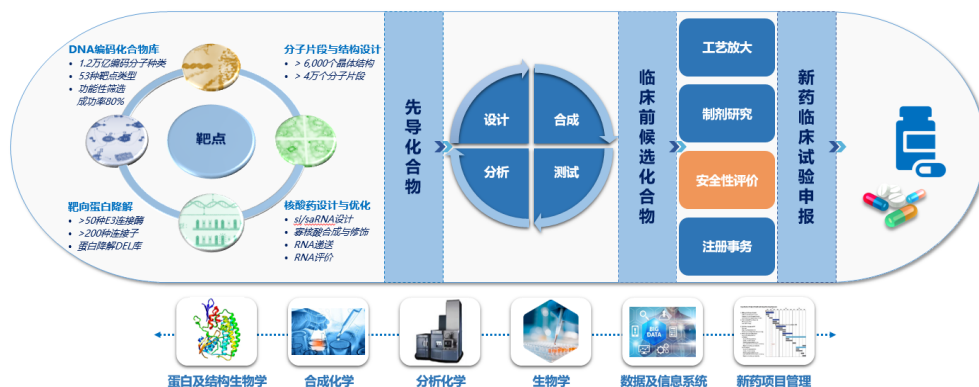 DNA编码化合物库
• 1.2万亿编码分子种类
• 53种靶点类型
• 功能性筛选
成功率80%
分子片段与结构设计
• > 6,000个晶体结构
• > 4万个分子片段
靶点
靶向蛋白降解
• >50种E3连接酶
• >200种连接子
• 蛋白降解DEL库
核酸药设计与优化
• si/saRNA设计
• 寡核酸合成与修饰
• RNA递送
• RNA评价
先导化合物
设计
合成
分析
测试
临床前候选化合物
工艺放大
制剂研究
安全性评价
注册事务
新药临床试验申报
BIG
DATA
蛋白及结构生物学
合成化学
分析化学
生物学
数据及信息系统
新药项目管理